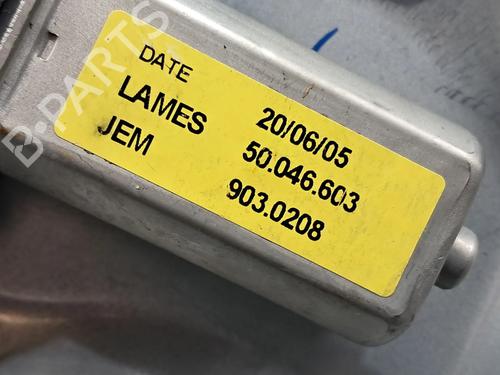 DATE 20/06/05
LAMES 50.046.603
JEM 903.0208
B-PARTS